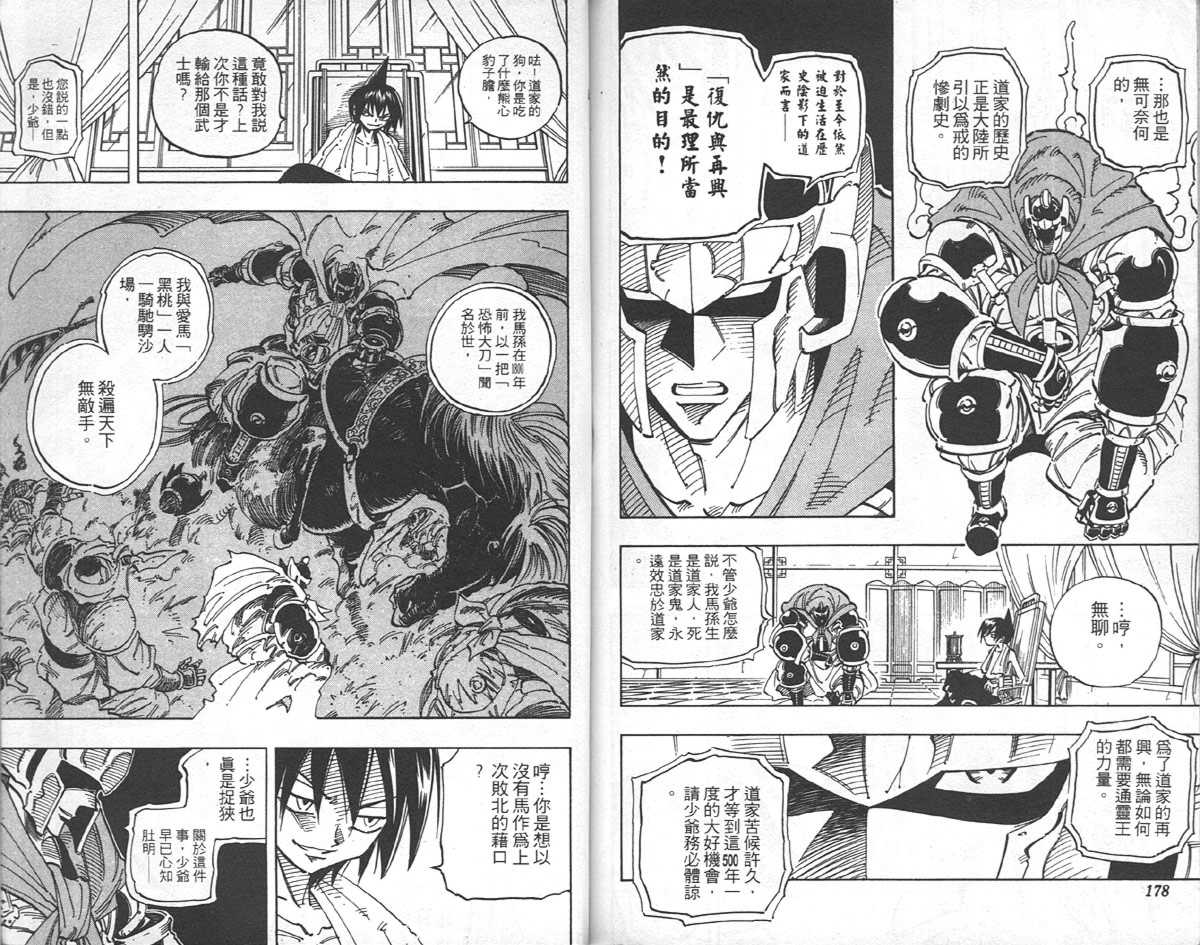 …那也是
無可奈何
的，
道家的歷史
正是大陸所
引以為戒的
慘劇史。
對於至今依然
被迫生活在歷
史陰影下的道
家而言——
「復仇與再興
」是最理所當
然的目的！
…哼，
無聊。
不管少爺怎麼
說，我馬孫生
是道家人，死
是道家鬼，永
遠效忠於道家
。
為了道家的再
興，無論如何
都需要通靈王
的力量。
道家苦候許久，
才等到這500年一
度的大好機會，
請少爺務必體諒
。
178
呿！道家的
狗，你是吃
了什麼熊心
豹子膽，
竟敢對我說
這種話？上
次你不是才
輸給那個武
士嗎？
您說的一點
也沒錯，但
是，少爺——
我馬孫在1800年
前，以一把「
恐怖大刀」聞
名於世，
我與愛馬「
黑桃」一人
一騎馳騁沙
場，
殺遍天下
無敵手。
哼…你是想以
沒有馬作為上
次敗北的藉口
？
…少爺也
真是捉狹
關於這件
事，少爺
早已心知
肚明——